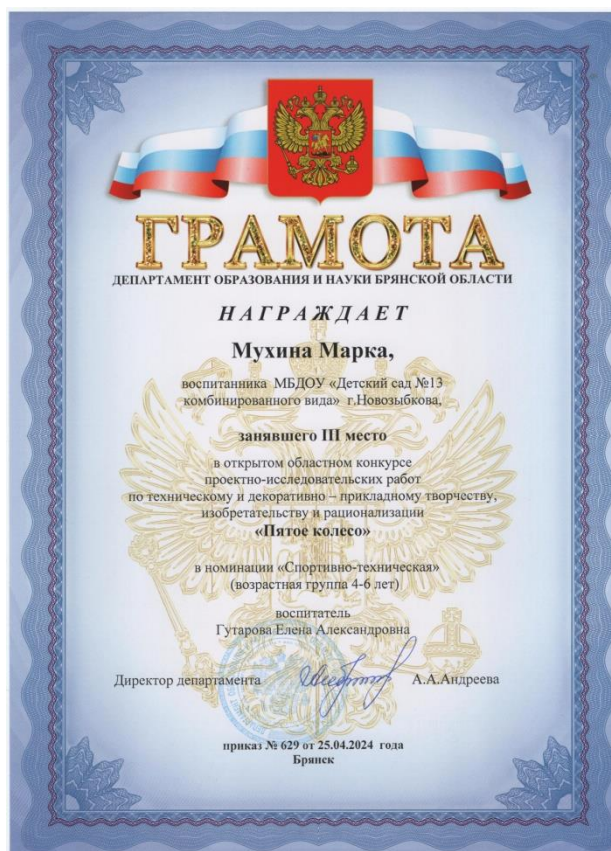 ГРАМОТА
ДЕПАРТАМЕНТ ОБРАЗОВАНИЯ И НАУКИ БРЯНСКОЙ ОБЛАСТИ
НАГРАЖДАЕТ
Мухина Марка,
воспитанника МБДОУ «Детский сад №13
комбинированного вида» г.Новозыбкова,
занявшего III место
в открытом областном конкурсе
проектно-исследовательских работ
по техническому и декоративно – прикладному творчеству,
изобретательству и рационализации
«Пятое колесо»
в номинации «Спортивно-техническая»
(возрастная группа 4-6 лет)
воспитатель
Гутарова Елена Александровна
Директор департамента А.А.Андреева
приказ № 629 от 25.04.2024 года
Брянск